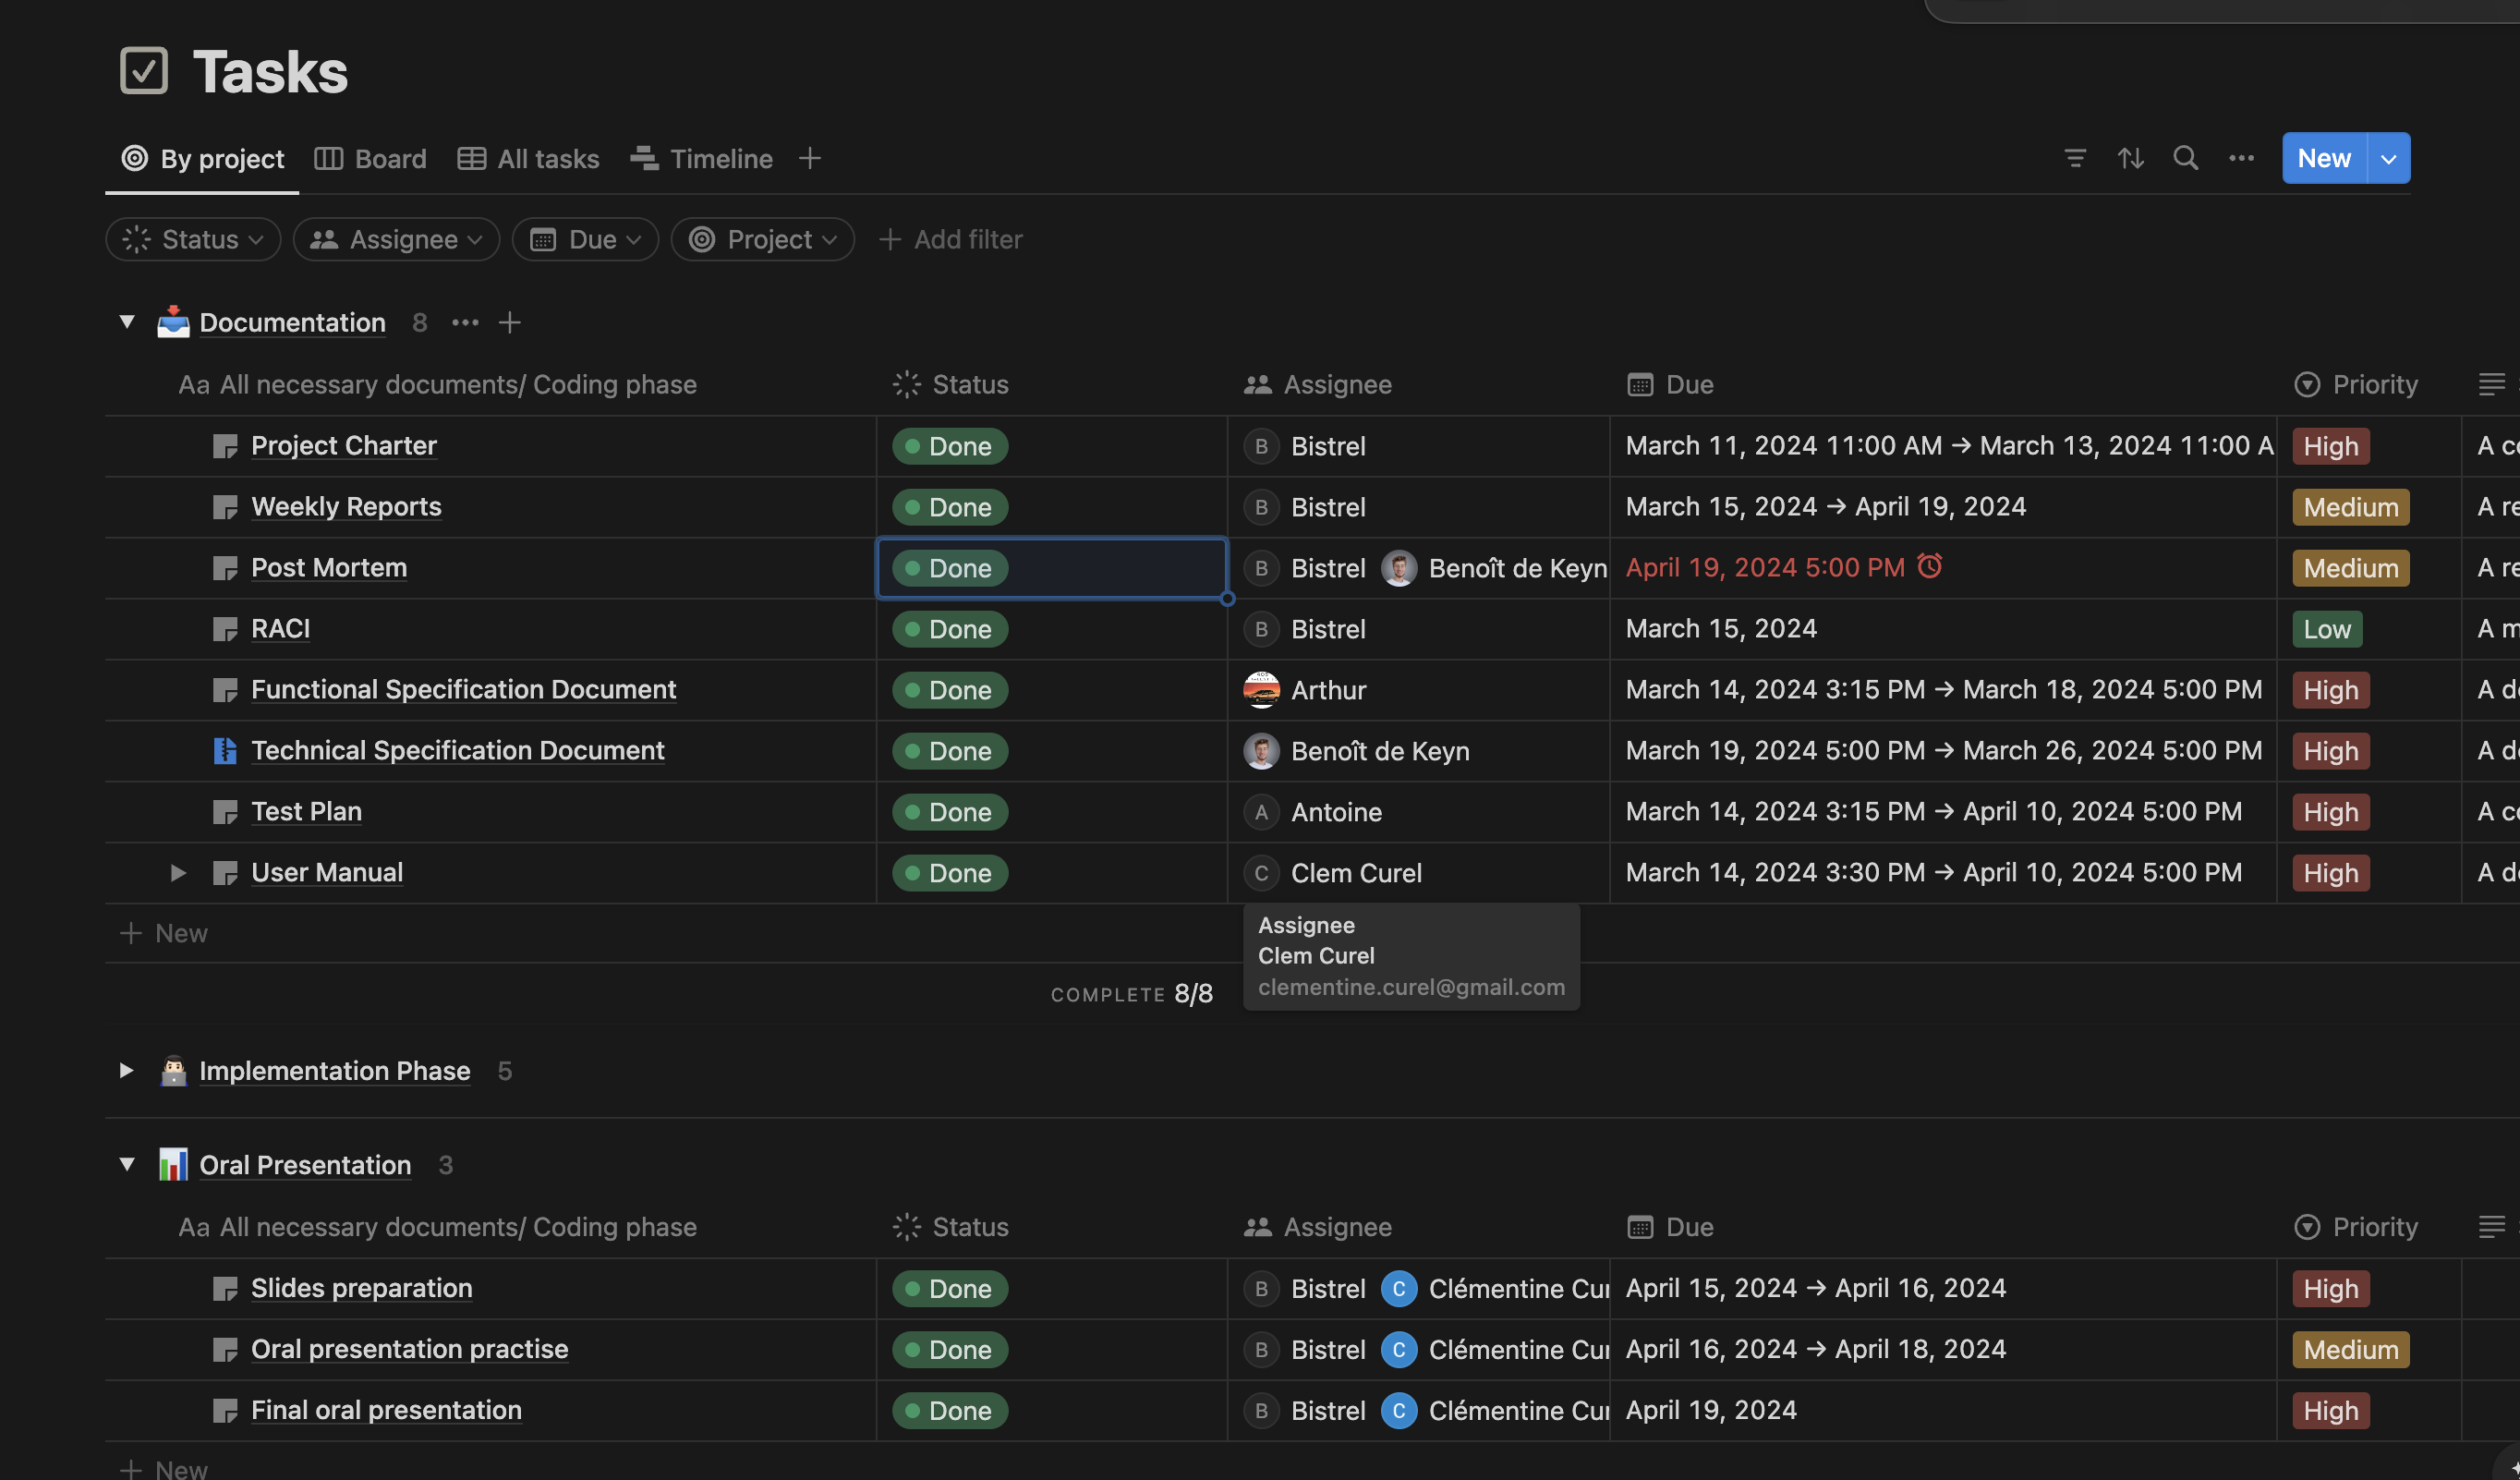 Tasks
By project Board All tasks Timeline
New
Status Assignee Due Project Add filter
Documentation 8
Aa All necessary documents/ Coding phase Status Assignee Due Priority
Project Charter Done B Bistrel March 11, 2024 11:00 AM → March 13, 2024 11:00 A High A co
Weekly Reports Done B Bistrel March 15, 2024 → April 19, 2024 Medium A re
Post Mortem Done B Bistrel Benoît de Keyn April 19, 2024 5:00 PM Medium A re
RACI Done B Bistrel March 15, 2024 Low A m
Functional Specification Document Done Arthur March 14, 2024 3:15 PM → March 18, 2024 5:00 PM High A de
Technical Specification Document Done Benoît de Keyn March 19, 2024 5:00 PM → March 26, 2024 5:00 PM High A de
Test Plan Done A Antoine March 14, 2024 3:15 PM → April 10, 2024 5:00 PM High A co
User Manual Done C Clem Curel March 14, 2024 3:30 PM → April 10, 2024 5:00 PM High A de
New
Assignee
Clem Curel
clementine.curel@gmail.com
COMPLETE 8/8
Implementation Phase 5
Oral Presentation 3
Aa All necessary documents/ Coding phase Status Assignee Due Priority
Slides preparation Done B Bistrel C Clémentine Cur April 15, 2024 → April 16, 2024 High
Oral presentation practise Done B Bistrel C Clémentine Cur April 16, 2024 → April 18, 2024 Medium
Final oral presentation Done B Bistrel C Clémentine Cur April 19, 2024 High
New